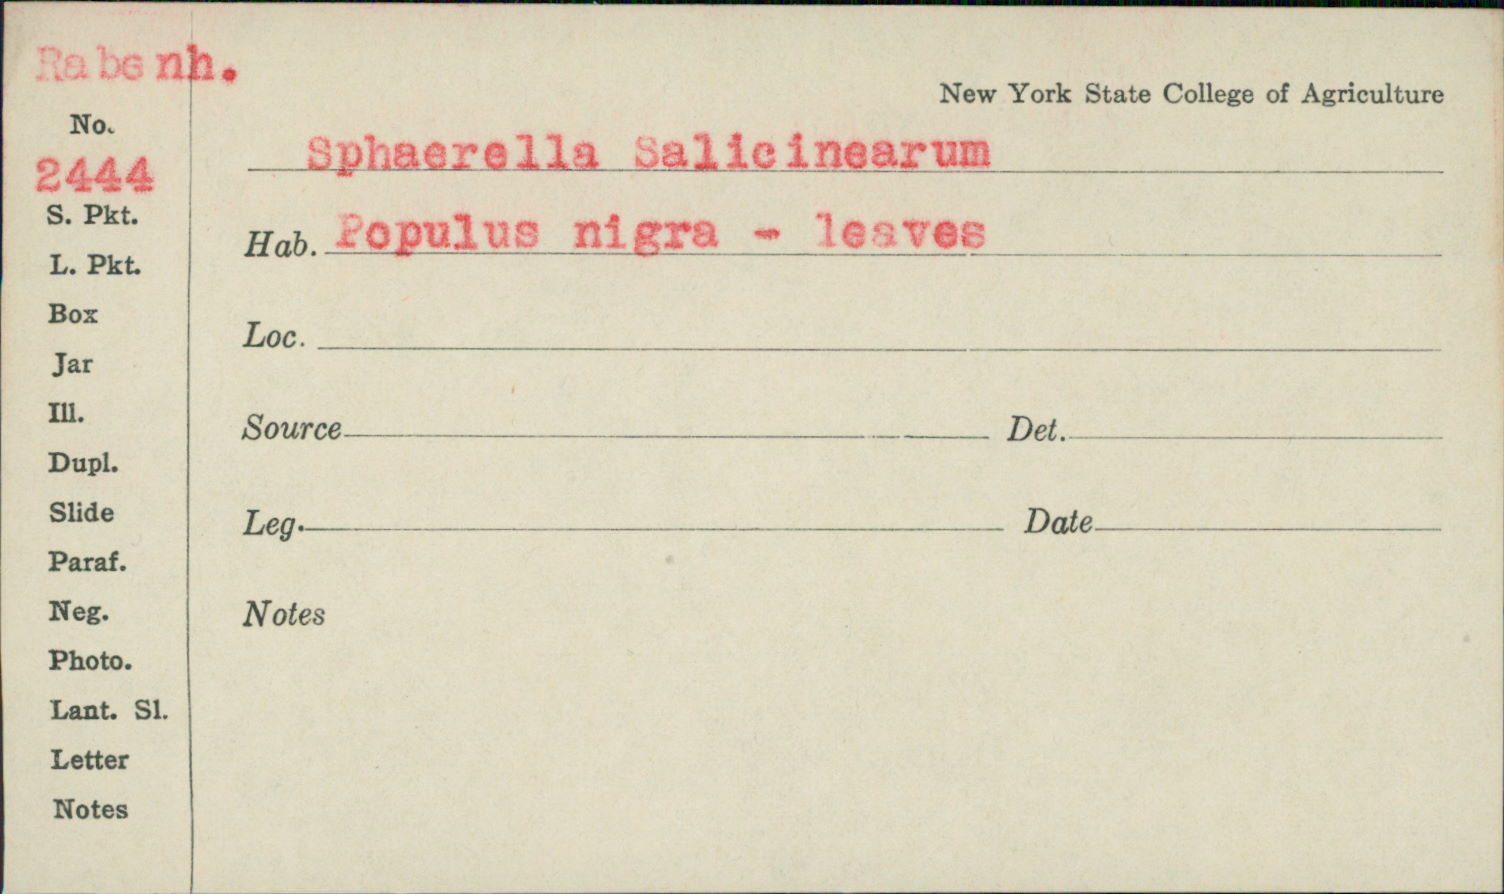 Rabenh.
New York State College of Agriculture
No.
2444
Sphaerella Salicinearum
Hab. Populus nigra - leaves
Loc.
Source Det.
Leg. Date
Notes
S. Pkt.
L. Pkt.
Box
Jar
Ill.
Dupl.
Slide
Paraf.
Neg.
Photo.
Lant. Sl.
Letter
Notes